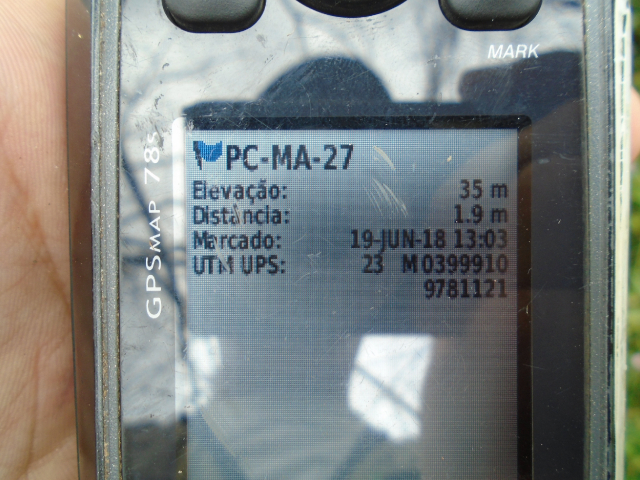 MARK
GPSMAP 78s
PC-MA-27
Elevação: 35 m
Distância: 1.9 m
Marcado: 19-JUN-18 13:03
UTM UPS: 23 M 0399910
9781121